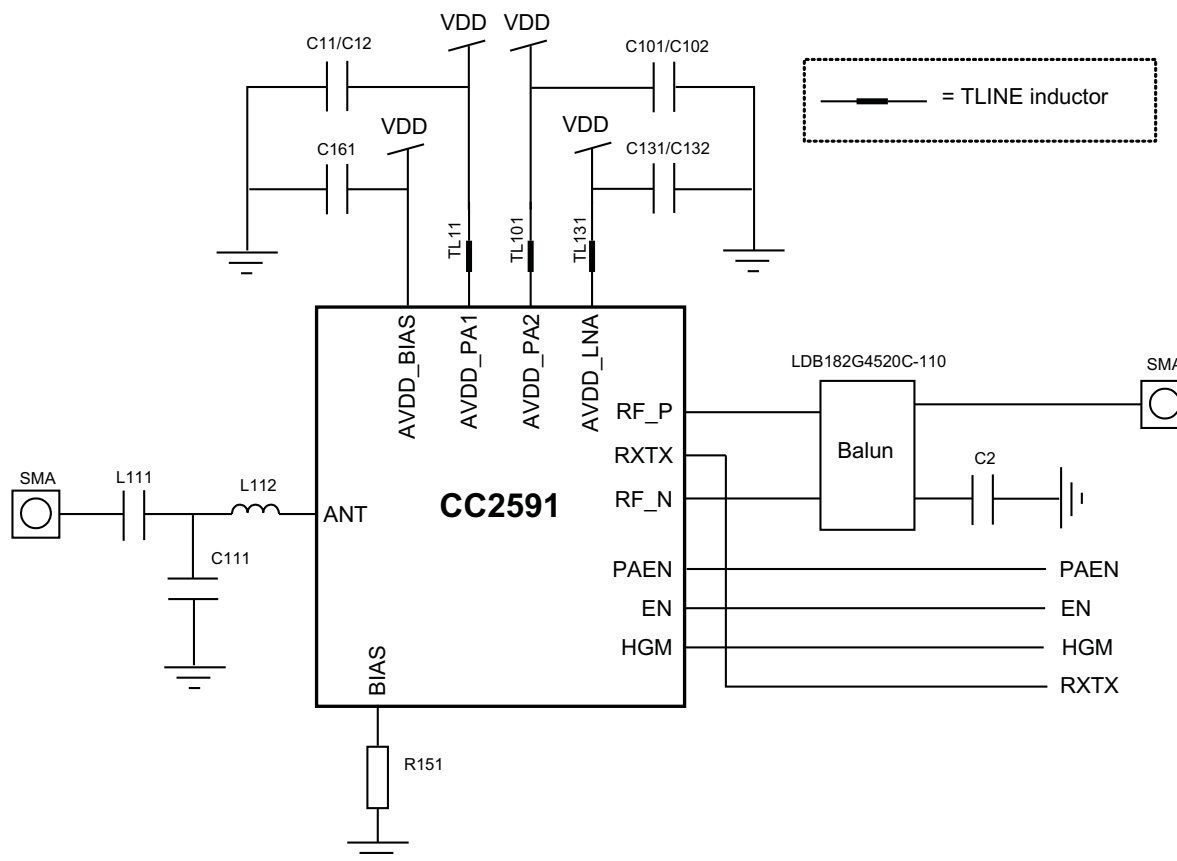 VDD
VDD
C11/C12
C101/C102
= TLINE inductor
VDD
VDD
C161
C131/C132
TL11
TL101
TL131
AVDD_BIAS
AVDD_PA1
AVDD_PA2
AVDD_LNA
LDB182G4520C-110
SMA
RF_P
RXTX
Balun
C2
SMA
L111
L112
ANT
CC2591
RF_N
C111
PAEN
PAEN
EN
EN
HGM
HGM
BIAS
RXTX
R151